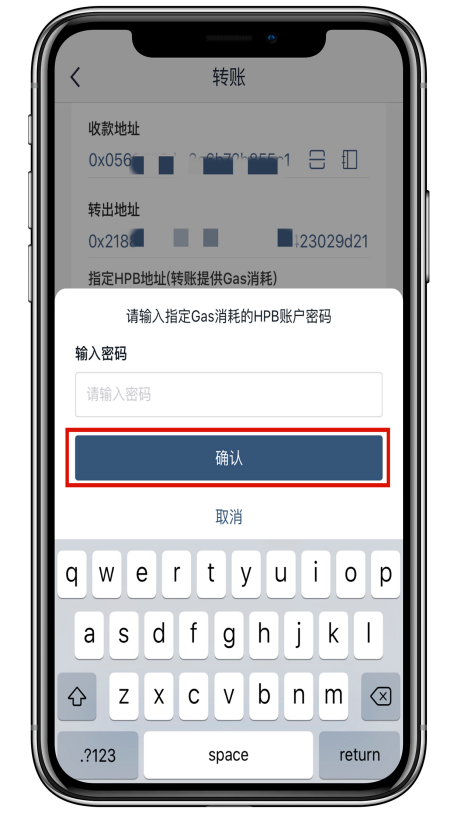 转账
收款地址
0x056
转出地址
0x218 23029d21
指定HPB地址(转账提供Gas消耗)
请输入指定Gas消耗的HPB账户密码
输入密码
请输入密码
确认
取消
q w e r t y u i o p
a s d f g h j k l
z x c v b n m
.?123 space return